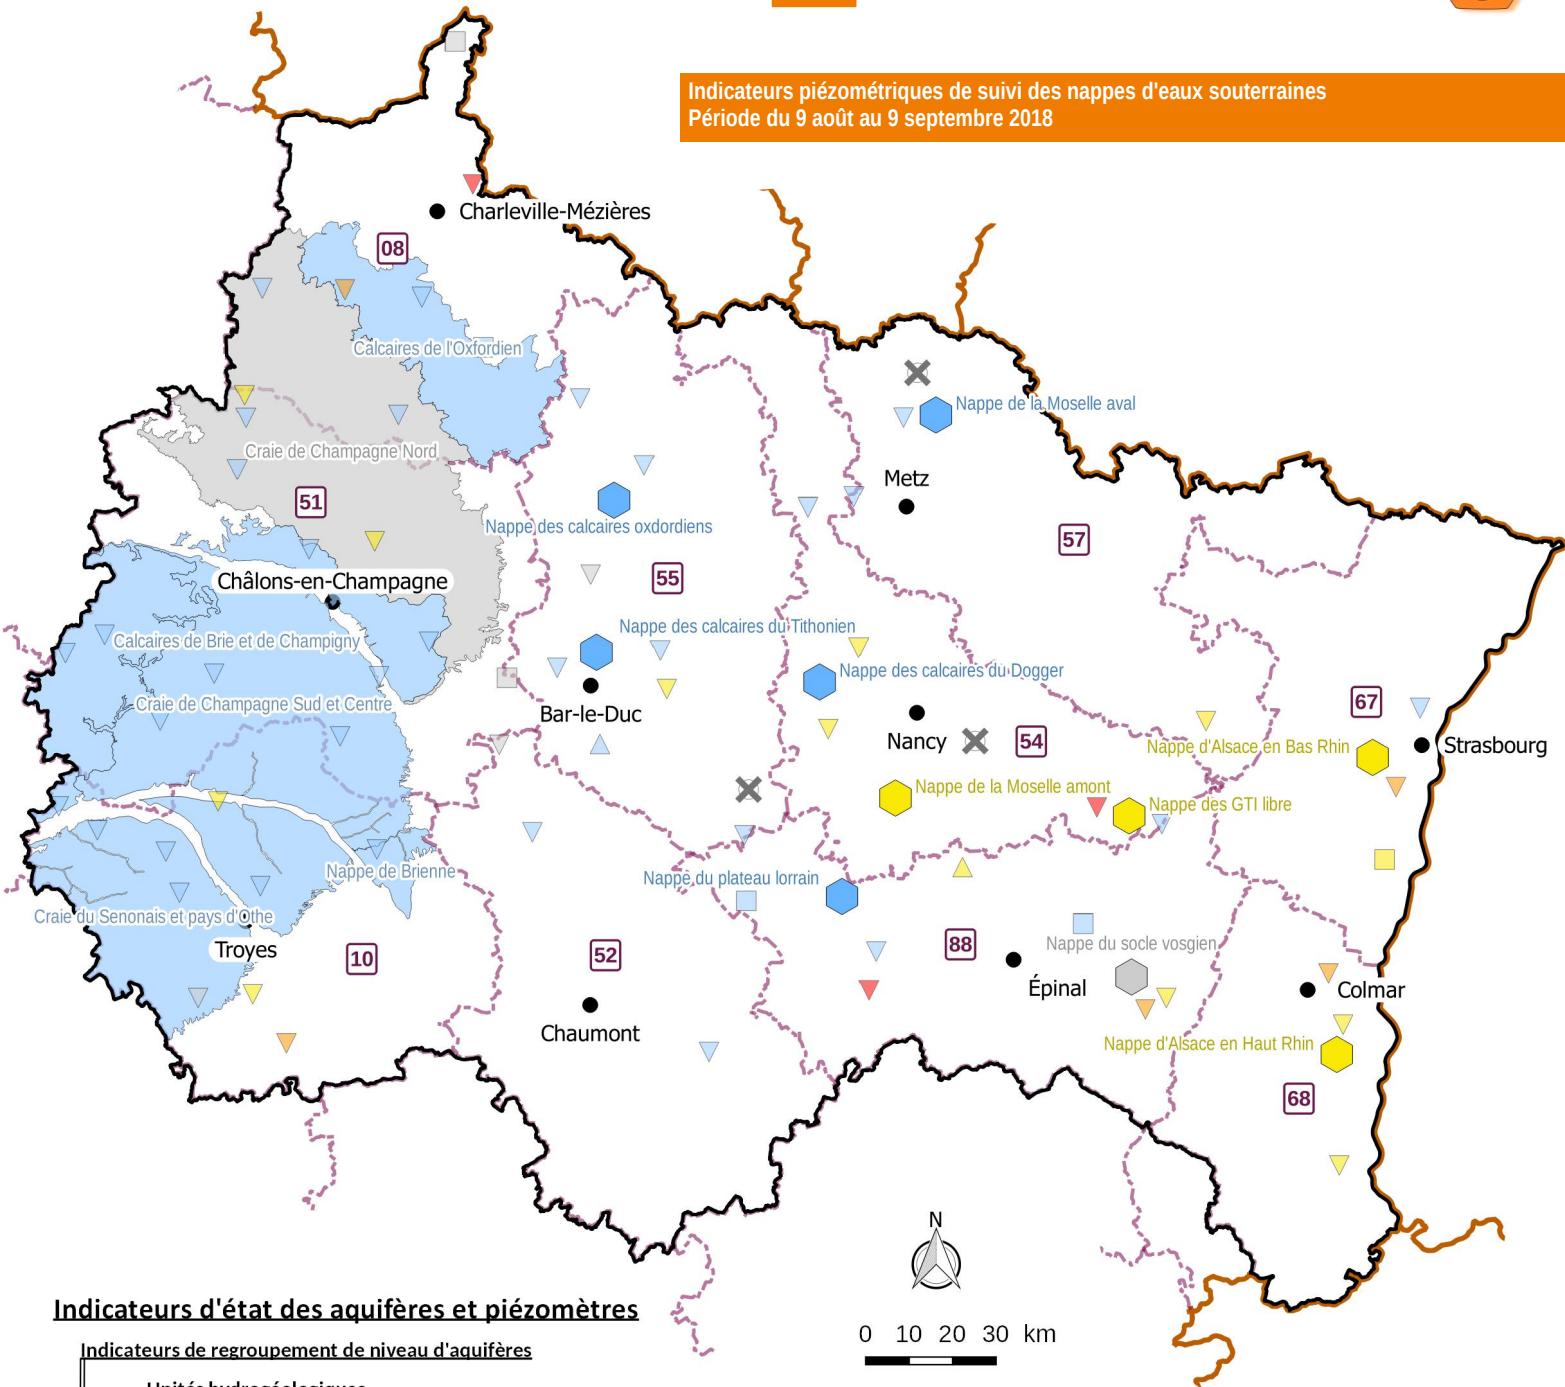 Indicateurs piézométriques de suivi des nappes d'eaux souterraines
Période du 9 août au 9 septembre 2018
Charleville-Mézières
08
Calcaires de l'Oxfordien
Nappe de la Moselle aval
Craie de Champagne Nord
Metz
51
Nappe des calcaires oxdordiens
57
55
Châlons-en-Champagne
Nappe des calcaires du Tithonien
Calcaires de Brie et de Champigny
Nappe des calcaires du Dogger
Craie de Champagne Sud et Centre
67
Bar-le-Duc
Nancy
54
Nappe d'Alsace en Bas Rhin
Strasbourg
Nappe de la Moselle amont
Nappe des GTI libre
Nappe de Brienne
Nappe du plateau lorrain
Craie du Senonais et pays d'Othe
Troyes
10
52
88
Nappe du socle vosgien
Épinal
Colmar
Chaumont
Nappe d'Alsace en Haut Rhin
68
N
Indicateurs d'état des aquifères et piézomètres
0 10 20 30 km
Indicateurs de regroupement de niveau d'aquifères
Unités hydrogéologiques